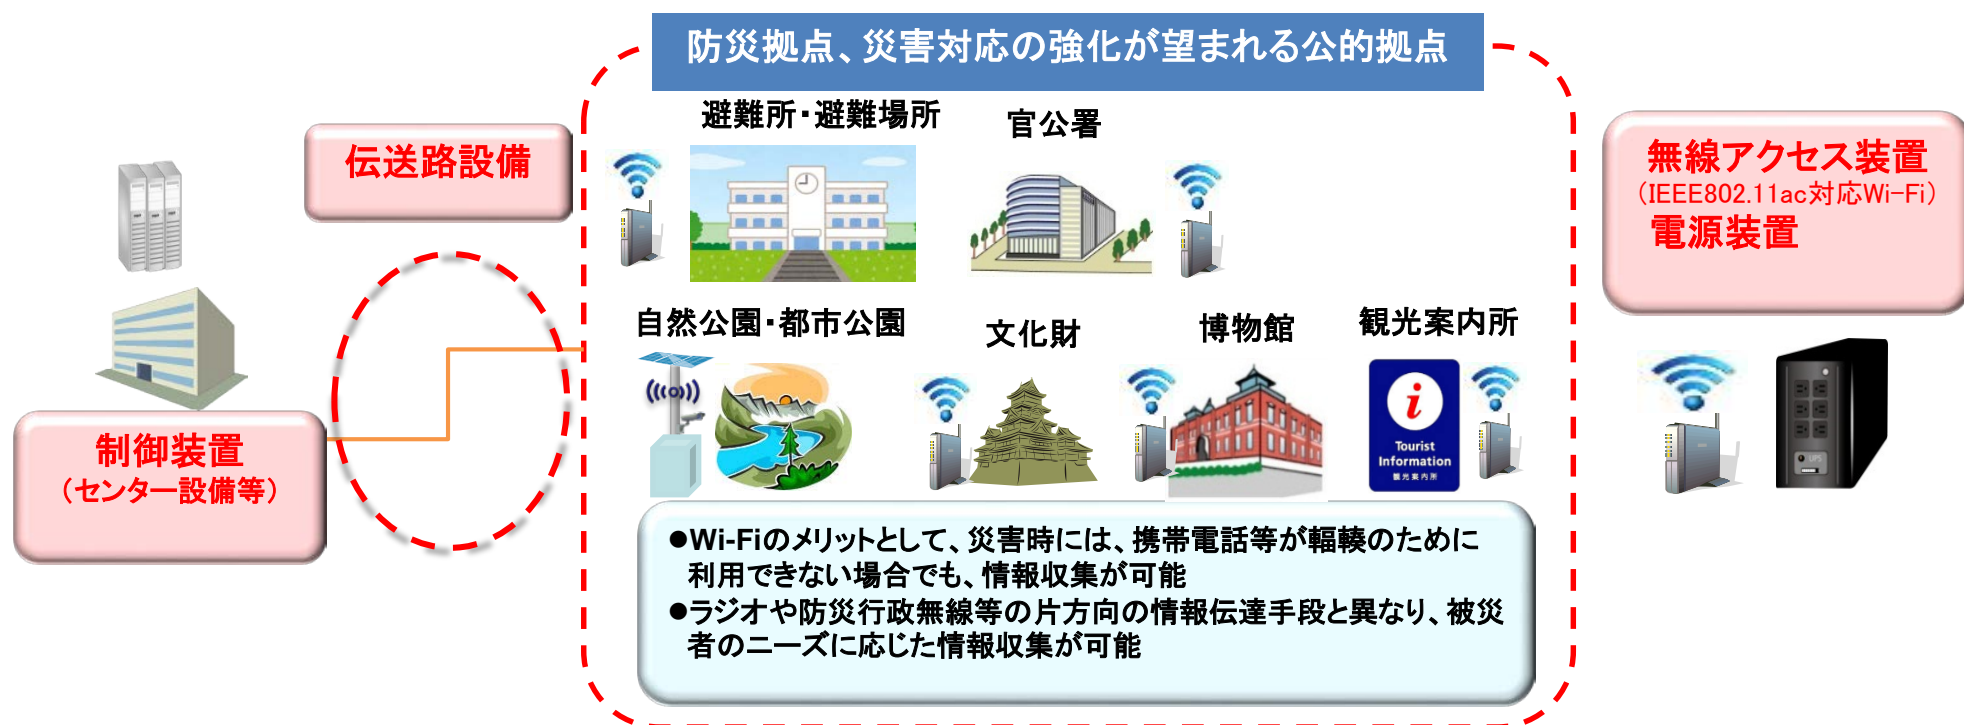 防災拠点、災害対応の強化が望まれる公的拠点
避難所・避難場所
官公署
伝送路設備
無線アクセス装置
(IEEE802.11ac対応Wi-Fi)
電源装置
自然公園・都市公園
文化財
博物館
観光案内所
i
Tourist
Information
観光案内所
UPS
制御装置
(センター設備等)
●Wi-Fiのメリットとして、災害時には、携帯電話等が輻輳のために
利用できない場合でも、情報収集が可能
●ラジオや防災行政無線等の片方向の情報伝達手段と異なり、被災
者のニーズに応じた情報収集が可能